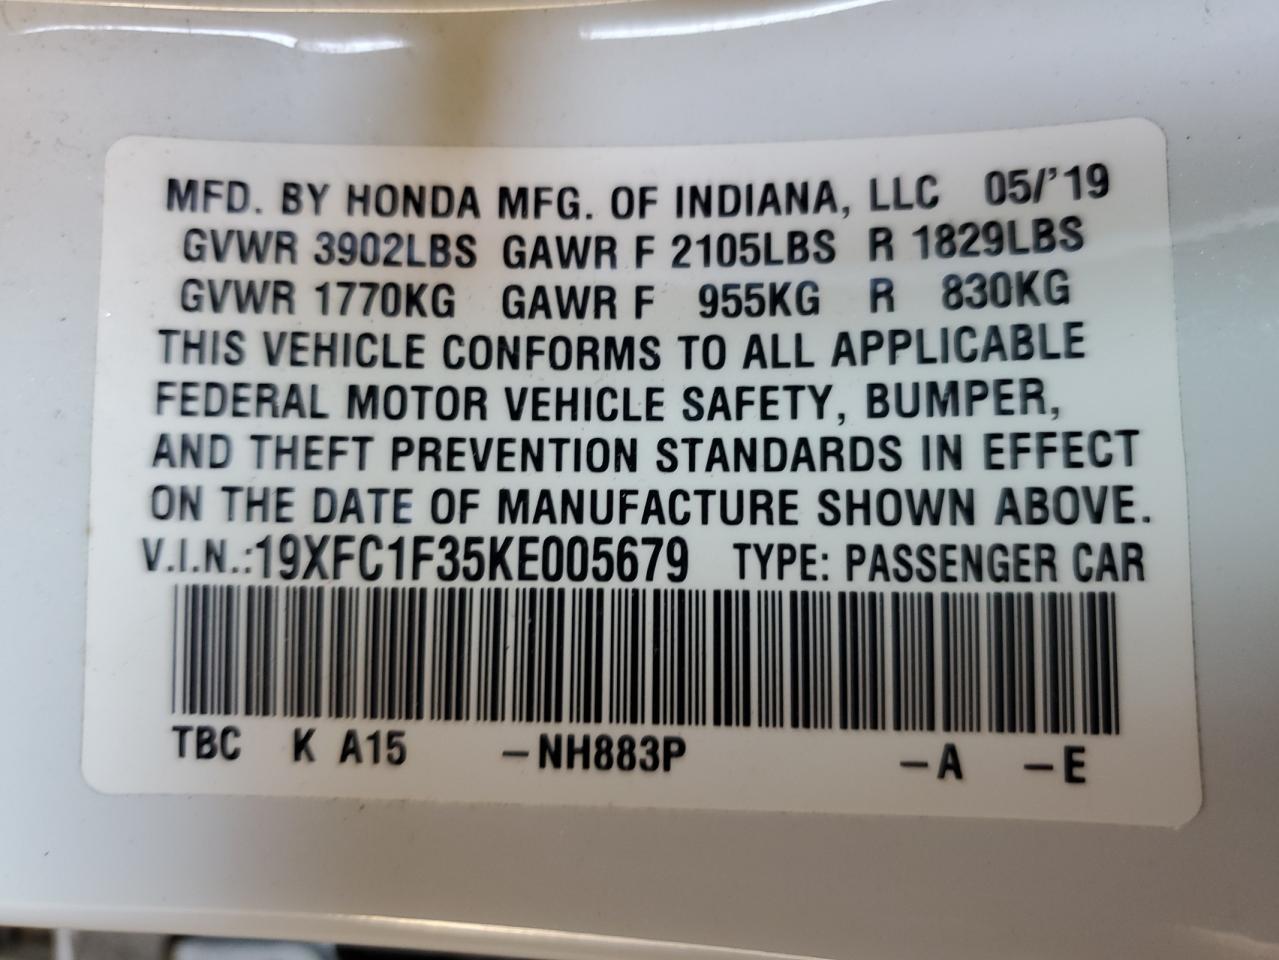 MFD. BY HONDA MFG. OF INDIANA, LLC 05/'19
GVWR 3902LBS GAWR F 2105LBS R 1829LBS
GVWR 1770KG GAWR F 955KG R 830KG
THIS VEHICLE CONFORMS TO ALL APPLICABLE
FEDERAL MOTOR VEHICLE SAFETY, BUMPER,
AND THEFT PREVENTION STANDARDS IN EFFECT
ON THE DATE OF MANUFACTURE SHOWN ABOVE.
V.I.N.:19XFC1F35KE005679 TYPE: PASSENGER CAR
TBC K A15 –NH883P –A –E